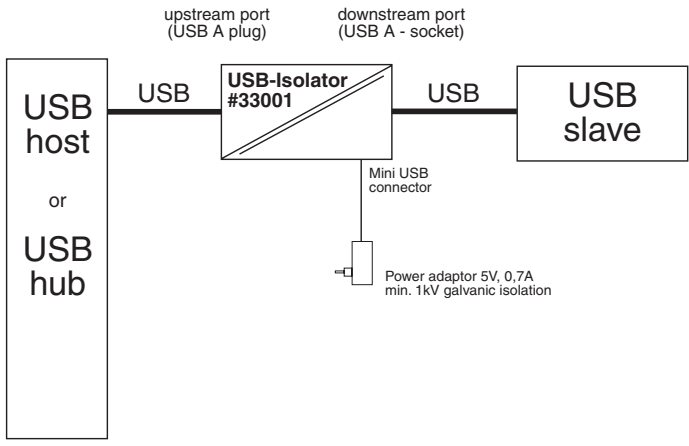 upstream port
(USB A plug)
downstream port
(USB A - socket)
USB
host
or
USB
hub
USB
USB-Isolator
#33001
USB
USB
slave
Mini USB
connector
Power adaptor 5V, 0,7A
min. 1kV galvanic isolation